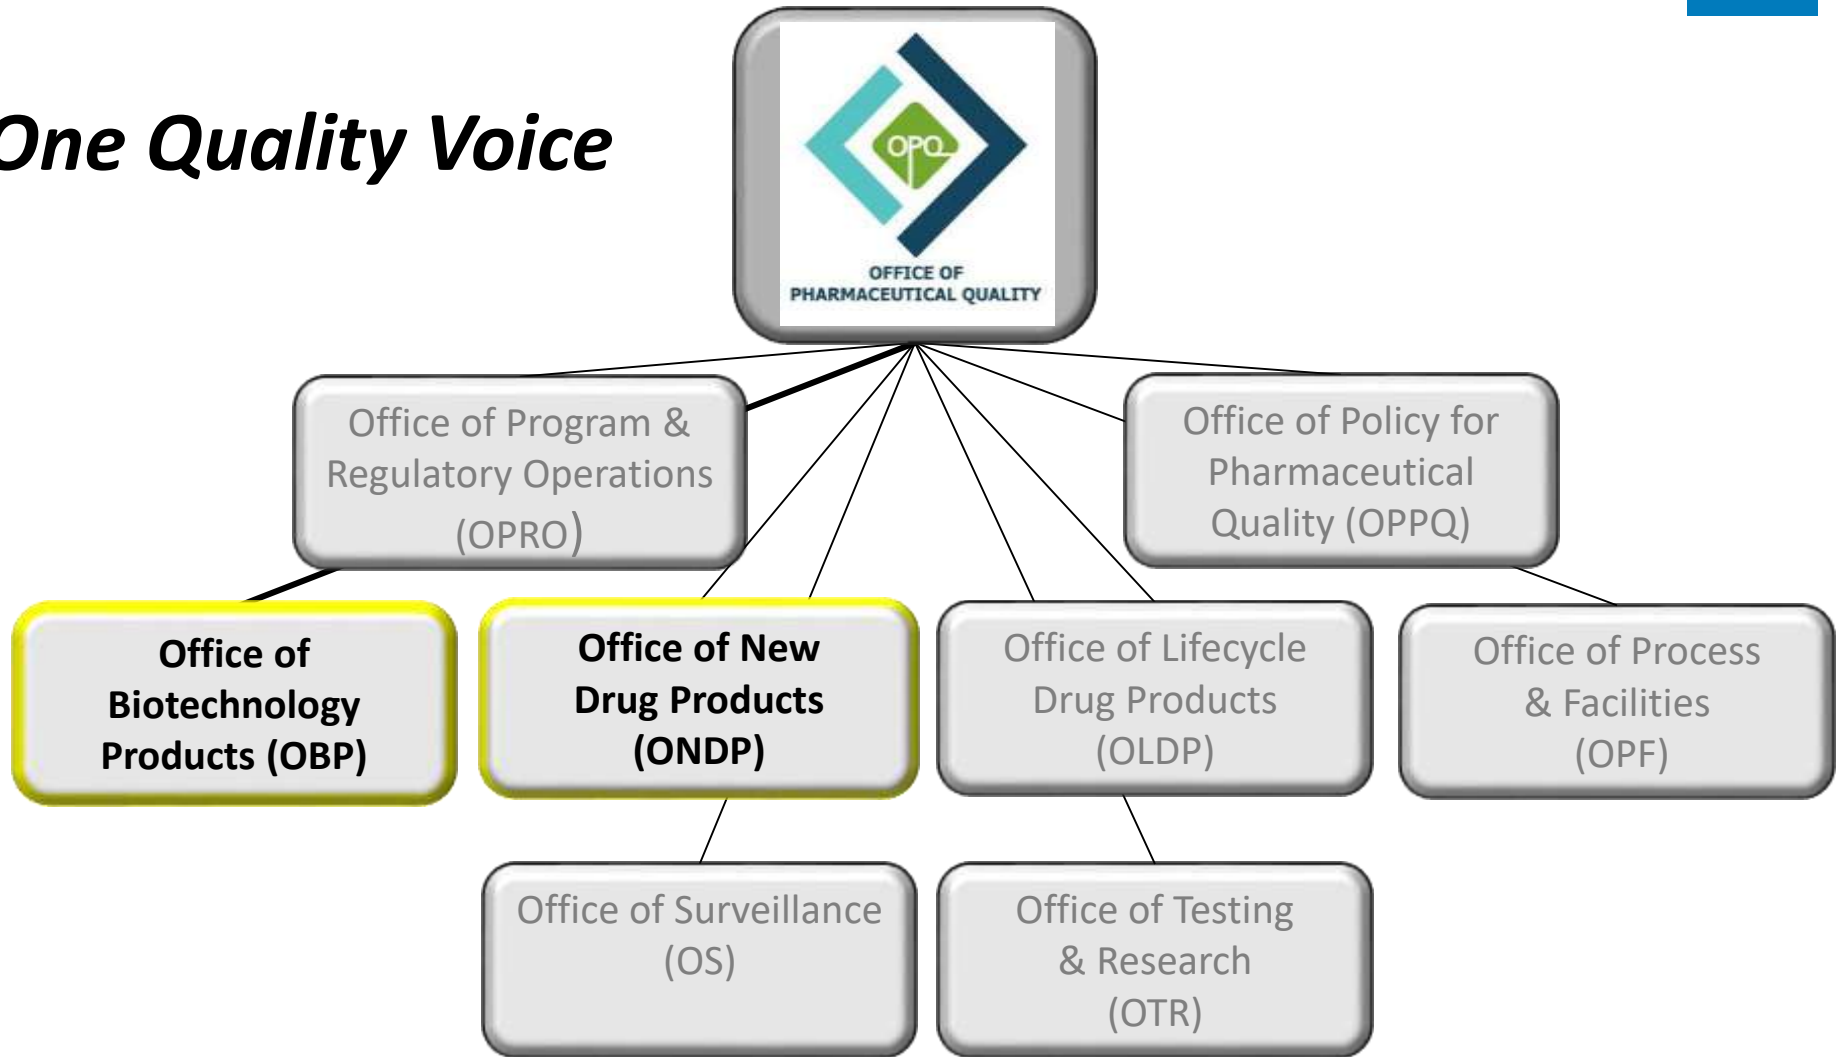 One Quality Voice
OPQ
OFFICE OF
PHARMACEUTICAL QUALITY
Office of Program &
Regulatory Operations
(OPRO)
Office of Policy for
Pharmaceutical
Quality (OPPQ)
Office of
Biotechnology
Products (OBP)
Office of New
Drug Products
(ONDP)
Office of Lifecycle
Drug Products
(OLDP)
Office of Process
& Facilities
(OPF)
Office of Surveillance
(OS)
Office of Testing
& Research
(OTR)